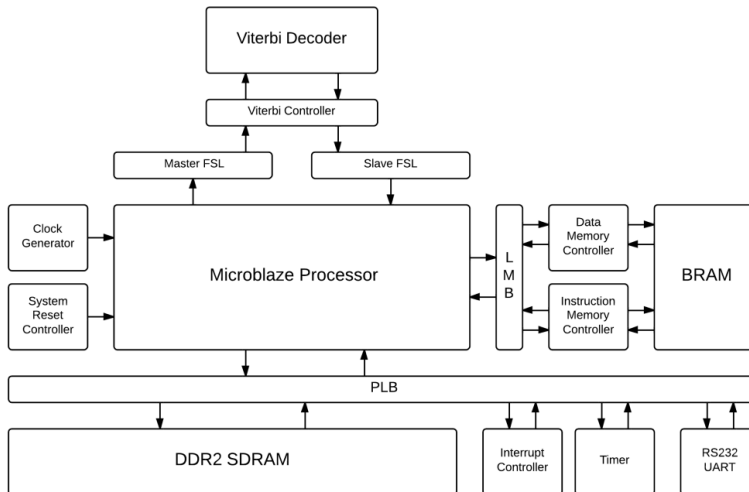 Viterbi Decoder
Viterbi Controller
Master FSL
Slave FSL
Clock
Generator
System
Reset
Controller
Microblaze Processor
L
M
B
Data
Memory
Controller
Instruction
Memory
Controller
BRAM
PLB
DDR2 SDRAM
Interrupt
Controller
Timer
RS232
UART